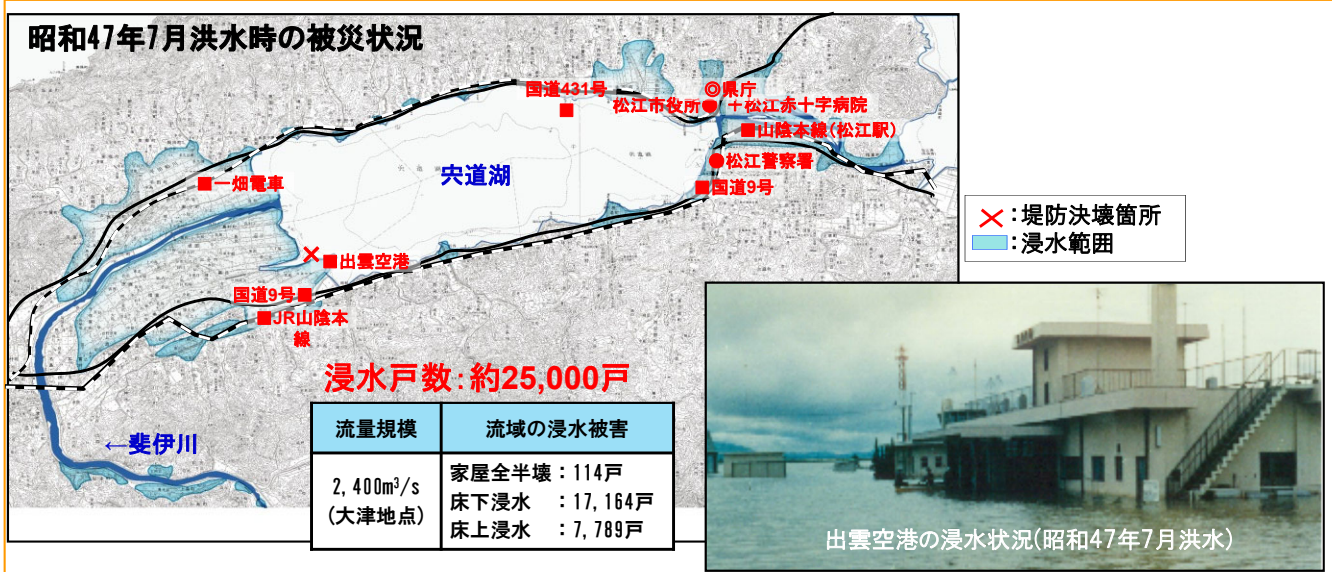 昭和47年7月洪水時の被災状況
国道431号
◎県庁
松江市役所
十松江赤十字病院
■山陰本線(松江駅)
●松江警察署
■国道9号
宍道湖
■一畑電車
×:堤防決壊箇所
:浸水範囲
■出雲空港
国道9号■
■JR山陰本
線
浸水戸数:約25,000戸
←斐伊川
流量規模
流域の浸水被害
2,400m³/s
(大津地点)
家屋全半壊:114戸
床下浸水 :17,164戸
床上浸水 :7,789戸
出雲空港の浸水状況(昭和47年7月洪水)